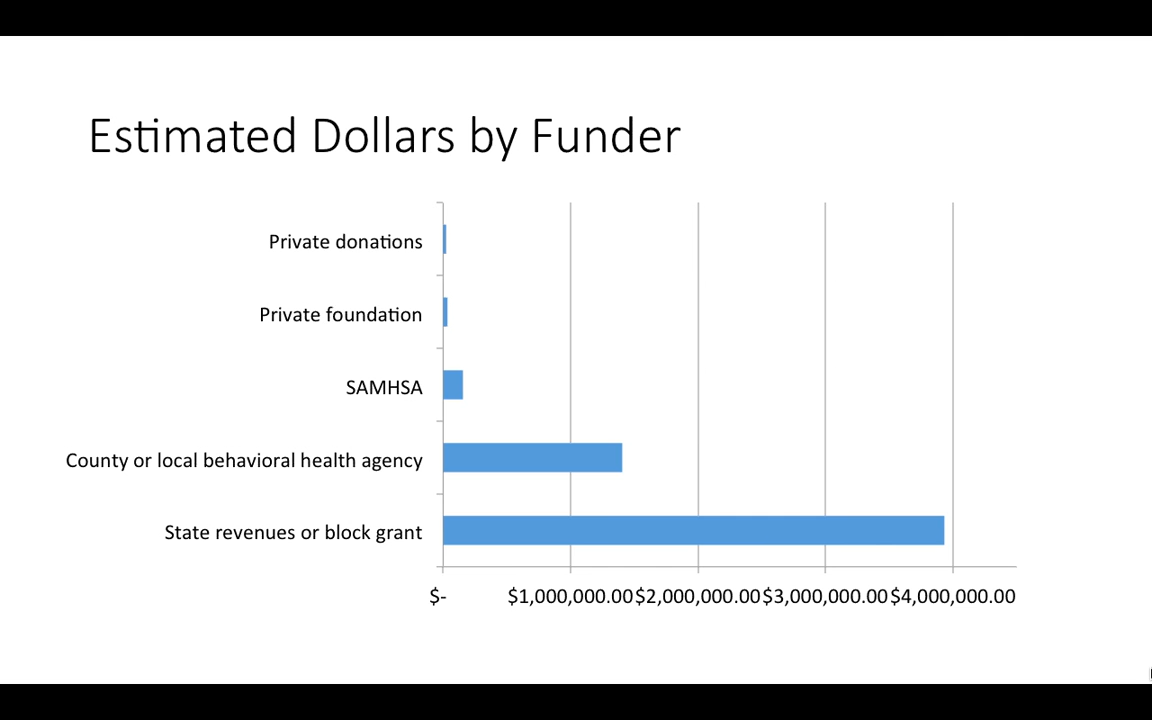 Estimated Dollars by Funder
Private donations
Private foundation
SAMHSA
County or local behavioral health agency
State revenues or block grant
$- $1,000,000.00 $2,000,000.00 $3,000,000.00 $4,000,000.00